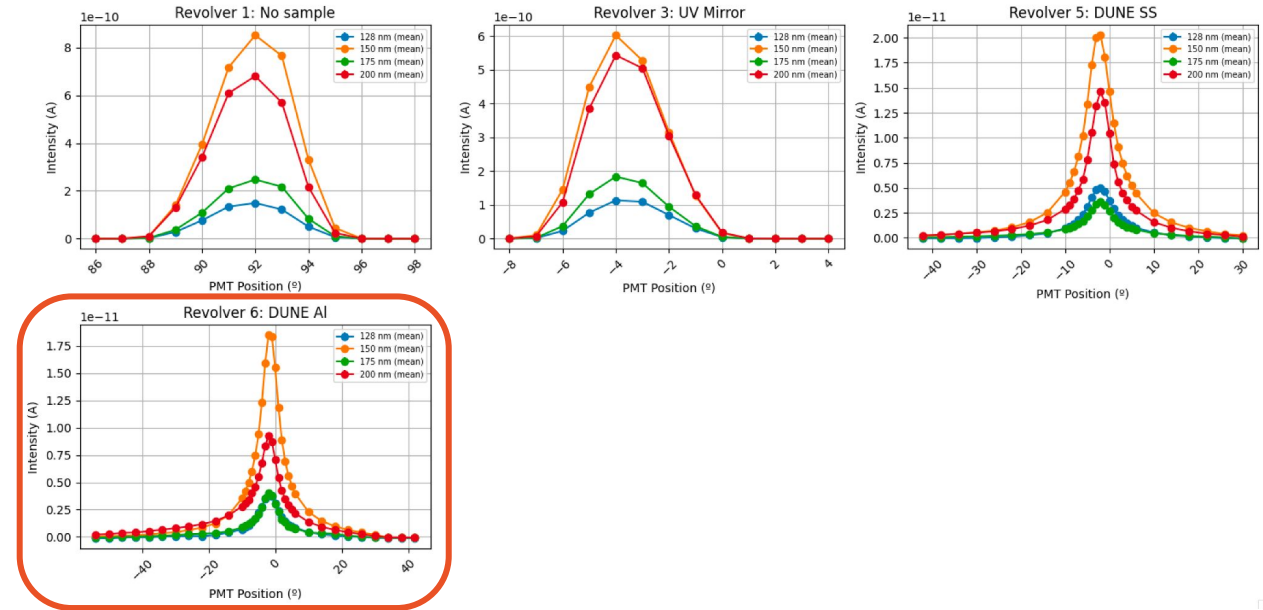 Revolver 1: No sample
1e−10
128 nm (mean)
150 nm (mean)
175 nm (mean)
200 nm (mean)
8
6
4
2
0
Intensity (A)
86
88
90
92
94
96
98
PMT Position (º)
Revolver 3: UV Mirror
1e−10
128 nm (mean)
150 nm (mean)
175 nm (mean)
200 nm (mean)
6
5
4
3
2
1
0
Intensity (A)
−8
−6
−4
−2
0
2
4
PMT Position (º)
Revolver 5: DUNE SS
1e−11
128 nm (mean)
150 nm (mean)
175 nm (mean)
200 nm (mean)
2.00
1.75
1.50
1.25
1.00
0.75
0.50
0.25
0.00
Intensity (A)
−40
−30
−20
−10
0
10
20
30
PMT Position (º)
Revolver 6: DUNE Al
1e−11
128 nm (mean)
150 nm (mean)
175 nm (mean)
200 nm (mean)
1.75
1.50
1.25
1.00
0.75
0.50
0.25
0.00
Intensity (A)
−40
−20
0
20
40
PMT Position (º)